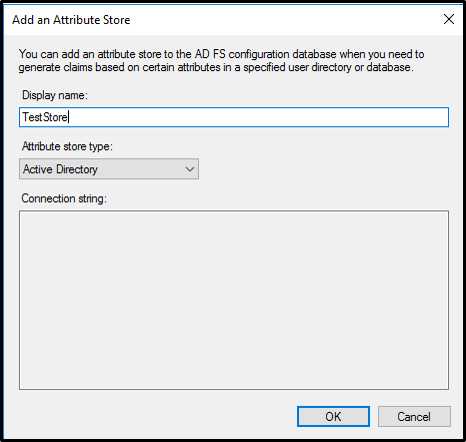 Add an Attribute Store
You can add an attribute store to the AD FS configuration database when you need to
generate claims based on certain attributes in a specified user directory or database.
Display name:
TestStore
Attribute store type:
Active Directory
Connection string:
OK
Cancel